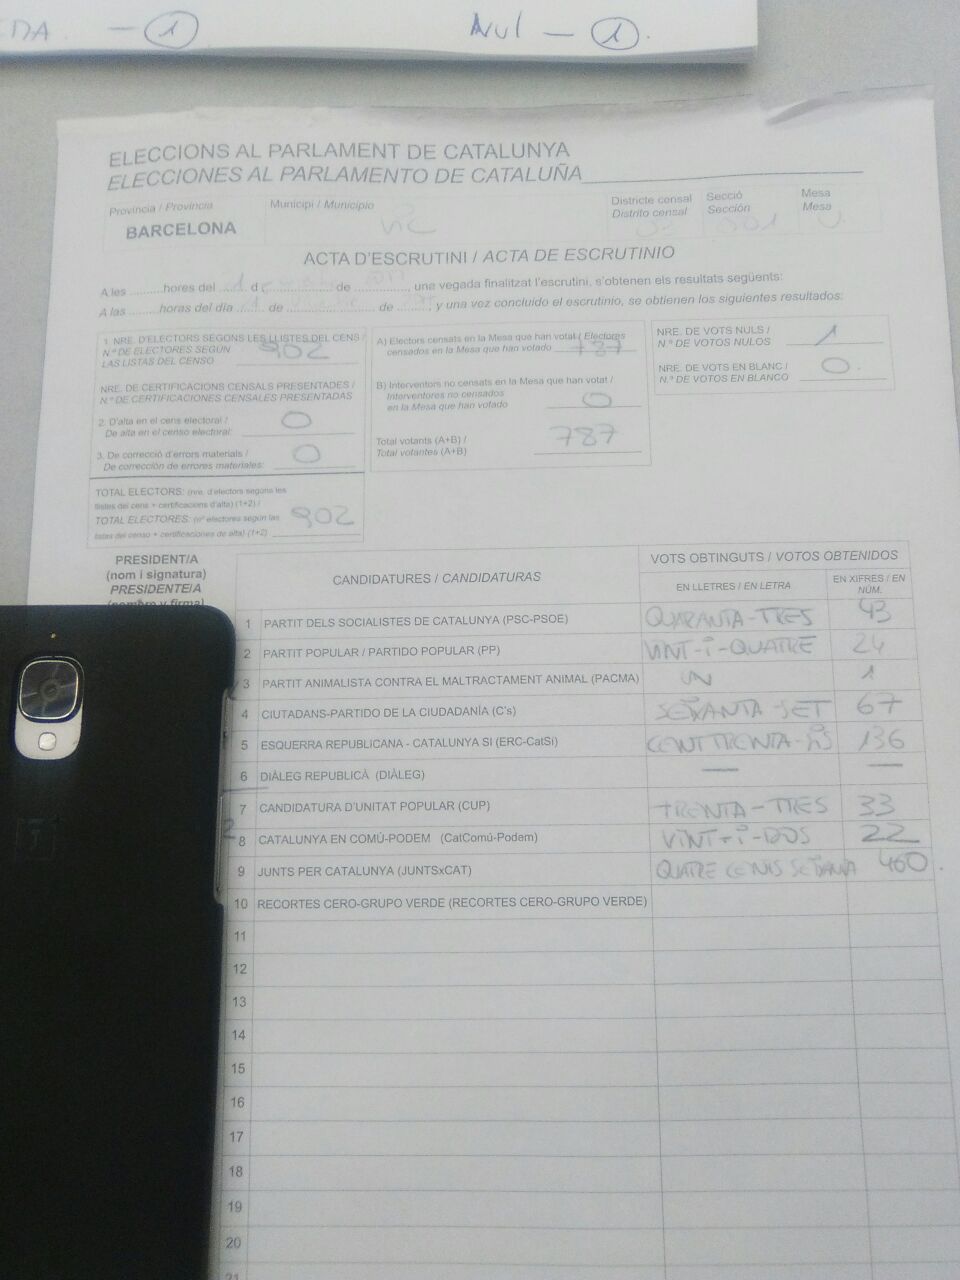 — 1
Nul — 1.
ELECCIONS AL PARLAMENT DE CATALUNYA
ELECCIONES AL PARLAMENTO DE CATALUÑA
Província / Provincia
Municipi / Municipio
Districte censal
Distrito censal
Secció
Sección
Mesa
Mesa
BARCELONA
Vic
001
ACTA D'ESCRUTINI / ACTA DE ESCRUTINIO
A les ..........hores del ........ d ............ de ............, una vegada finalitzat l'escrutini, s'obtenen els resultats següents:
A las ..........horas del día ........ de ............ de ........, y una vez concluido el escrutinio, se obtienen los siguientes resultados:
1. NRE. D'ELECTORS SEGONS LES LLISTES DEL CENS /
N.º DE ELECTORES SEGÚN
LAS LISTAS DEL CENSO
902
NRE. DE CERTIFICACIONS CENSALS PRESENTADES /
N.º DE CERTIFICACIONES CENSALES PRESENTADAS
2. D'alta en el cens electoral /
De alta en el censo electoral:
0
3. De correcció d'errors materials /
De corrección de errores materiales:
0
TOTAL ELECTORS: (nre. d'electors segons les
llistes del cens + certificacions d'alta) (1+2) /
TOTAL ELECTORES: (nº electores según las
listas del censo + certificaciones de alta) (1+2)
902
A) Electors censats en la Mesa que han votat / Electores
censados en la Mesa que han votado
787
B) Interventors no censats en la Mesa que han votat /
Interventores no censados
en la Mesa que han votado
0
Total votants (A+B) /
Total votantes (A+B)
787
NRE. DE VOTS NULS /
N.º DE VOTOS NULOS
1
NRE. DE VOTS EN BLANC /
N.º DE VOTOS EN BLANCO
0.
PRESIDENT/A
(nom i signatura)
PRESIDENTE/A
(nombre y firma)
CANDIDATURES / CANDIDATURAS
VOTS OBTINGUTS / VOTOS OBTENIDOS
EN LLETRES / EN LETRA
EN XIFRES / EN NÚM.
1 PARTIT DELS SOCIALISTES DE CATALUNYA (PSC-PSOE) QUARANTA-TRES 43
2 PARTIT POPULAR / PARTIDO POPULAR (PP) VINT-I-QUATRE 24
3 PARTIT ANIMALISTA CONTRA EL MALTRACTAMENT ANIMAL (PACMA) UN 1
4 CIUTADANS-PARTIDO DE LA CIUDADANÍA (C's) SEIXANTA-SET 67
5 ESQUERRA REPUBLICANA - CATALUNYA SI (ERC-CatSí) CENT TRENTA-SIS 136
6 DIÀLEG REPUBLICÀ (DIÀLEG) — —
7 CANDIDATURA D'UNITAT POPULAR (CUP) TRENTA-TRES 33
8 CATALUNYA EN COMÚ-PODEM (CatComú-Podem) VINT-I-DOS 22
9 JUNTS PER CATALUNYA (JUNTSxCAT) QUATRE CENTS SEIXANTA 460.
10 RECORTES CERO-GRUPO VERDE (RECORTES CERO-GRUPO VERDE)
11
12
13
14
15
16
17
18
19
20
21